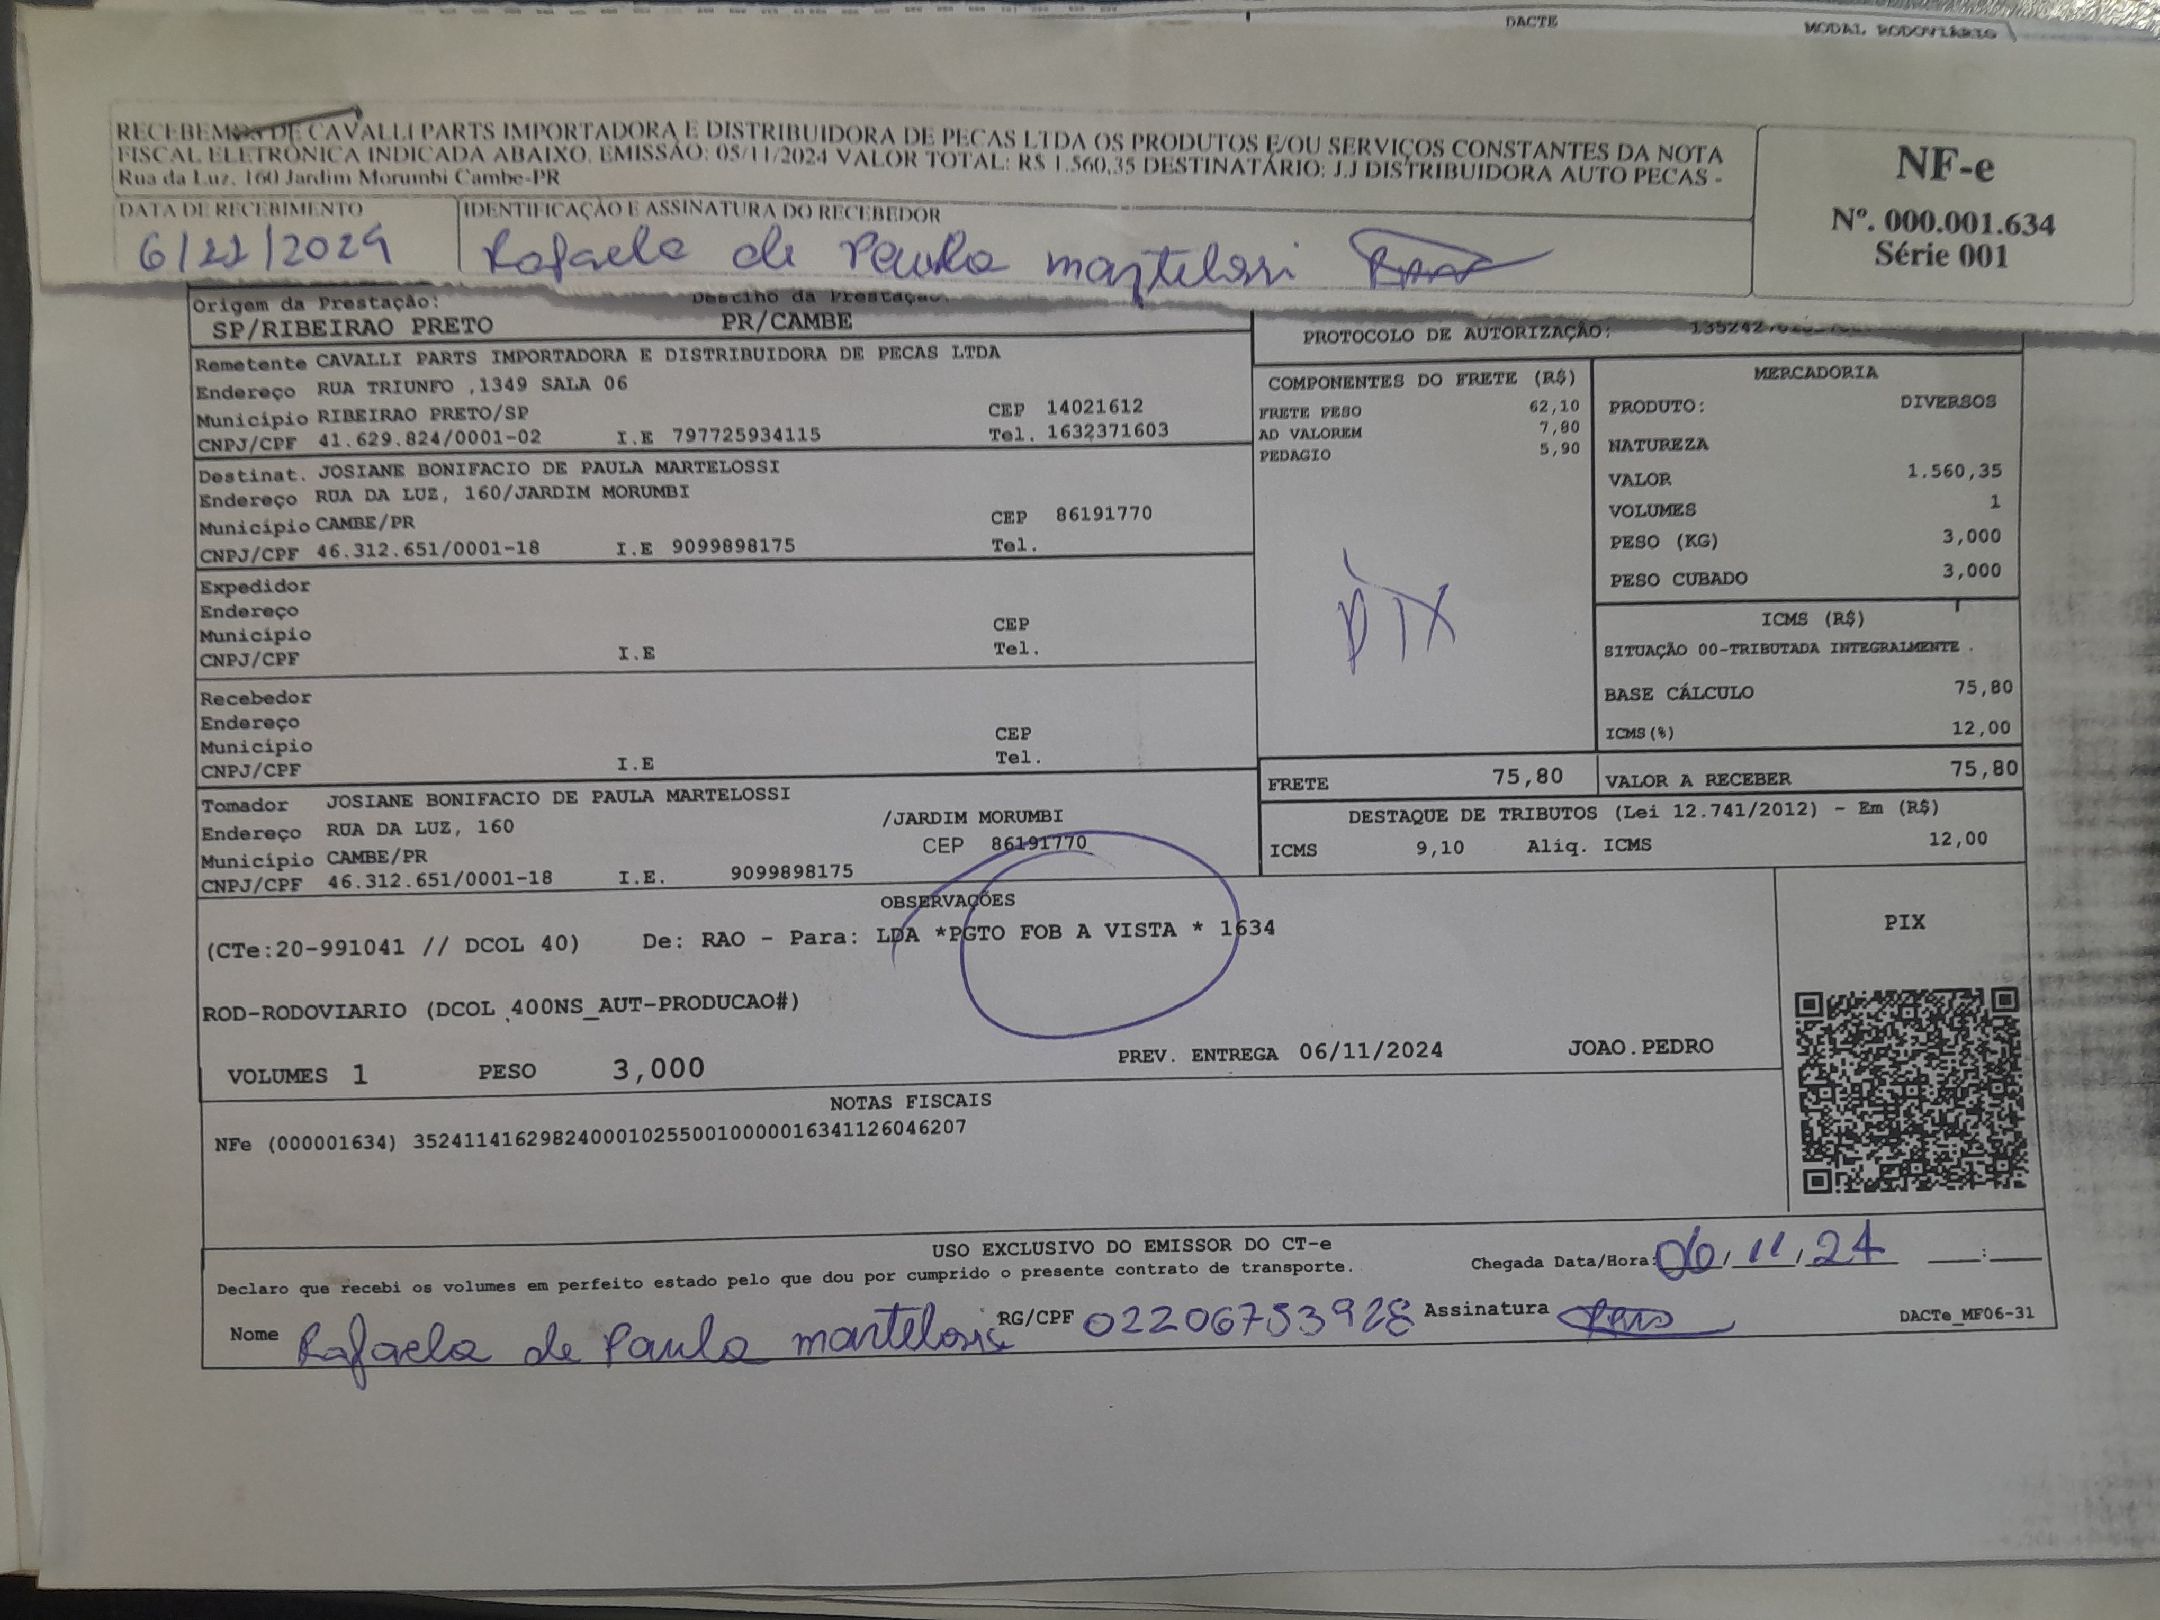 DACTE
MODAL RODOVIÁRIO
RECEBEMOS DE CAVALLI PARTS IMPORTADORA E DISTRIBUIDORA DE PECAS LTDA OS PRODUTOS E/OU SERVIÇOS CONSTANTES DA NOTA
FISCAL ELETRÔNICA INDICADA ABAIXO. EMISSÃO: 05/11/2024 VALOR TOTAL: R$ 1.560,35 DESTINATÁRIO: J.J DISTRIBUIDORA AUTO PECAS -
Rua da Luz, 160 Jardim Morumbi Cambe-PR
NF-e
Nº. 000.001.634
Série 001
DATA DE RECEBIMENTO
IDENTIFICAÇÃO E ASSINATURA DO RECEBEDOR
6/11/2024
Rafaela de Paula martelossi
Origem da Prestação:
Destino da Prestação:
SP/RIBEIRAO PRETO
PR/CAMBE
PROTOCOLO DE AUTORIZAÇÃO:
Remetente CAVALLI PARTS IMPORTADORA E DISTRIBUIDORA DE PECAS LTDA
Endereço RUA TRIUNFO ,1349 SALA 06
Município RIBEIRAO PRETO/SP CEP 14021612
CNPJ/CPF 41.629.824/0001-02 I.E 797725934115 Tel. 1632371603
Destinat. JOSIANE BONIFACIO DE PAULA MARTELOSSI
Endereço RUA DA LUZ, 160/JARDIM MORUMBI
Município CAMBE/PR CEP 86191770
CNPJ/CPF 46.312.651/0001-18 I.E 9099898175 Tel.
Expedidor
Endereço
Município CEP
CNPJ/CPF I.E Tel.
Recebedor
Endereço
Município CEP
CNPJ/CPF I.E Tel.
Tomador JOSIANE BONIFACIO DE PAULA MARTELOSSI
Endereço RUA DA LUZ, 160 /JARDIM MORUMBI
Município CAMBE/PR CEP 86191770
CNPJ/CPF 46.312.651/0001-18 I.E. 9099898175
COMPONENTES DO FRETE (R$)
FRETE PESO 62,10
AD VALOREM 7,80
PEDAGIO 5,90
PIX
MERCADORIA
PRODUTO: DIVERSOS
NATUREZA
VALOR 1.560,35
VOLUMES 1
PESO (KG) 3,000
PESO CUBADO 3,000
ICMS (R$)
SITUAÇÃO 00-TRIBUTADA INTEGRALMENTE .
BASE CÁLCULO 75,80
ICMS(%) 12,00
FRETE 75,80
VALOR A RECEBER 75,80
DESTAQUE DE TRIBUTOS (Lei 12.741/2012) - Em (R$)
ICMS 9,10 Aliq. ICMS 12,00
OBSERVAÇÕES
(CTe:20-991041 // DCOL 40) De: RAO - Para: LDA *PGTO FOB A VISTA * 1634
ROD-RODOVIARIO (DCOL 400NS_AUT-PRODUCAO#)
VOLUMES 1 PESO 3,000 PREV. ENTREGA 06/11/2024 JOAO.PEDRO
PIX
NOTAS FISCAIS
NFe (000001634) 35241141629824000102550010000016341126046207
USO EXCLUSIVO DO EMISSOR DO CT-e
Declaro que recebi os volumes em perfeito estado pelo que dou por cumprido o presente contrato de transporte.
Chegada Data/Hora: 06/11/24 :
Nome Rafaela de Paula martelossi RG/CPF 02206753928 Assinatura
DACTe_MF06-31